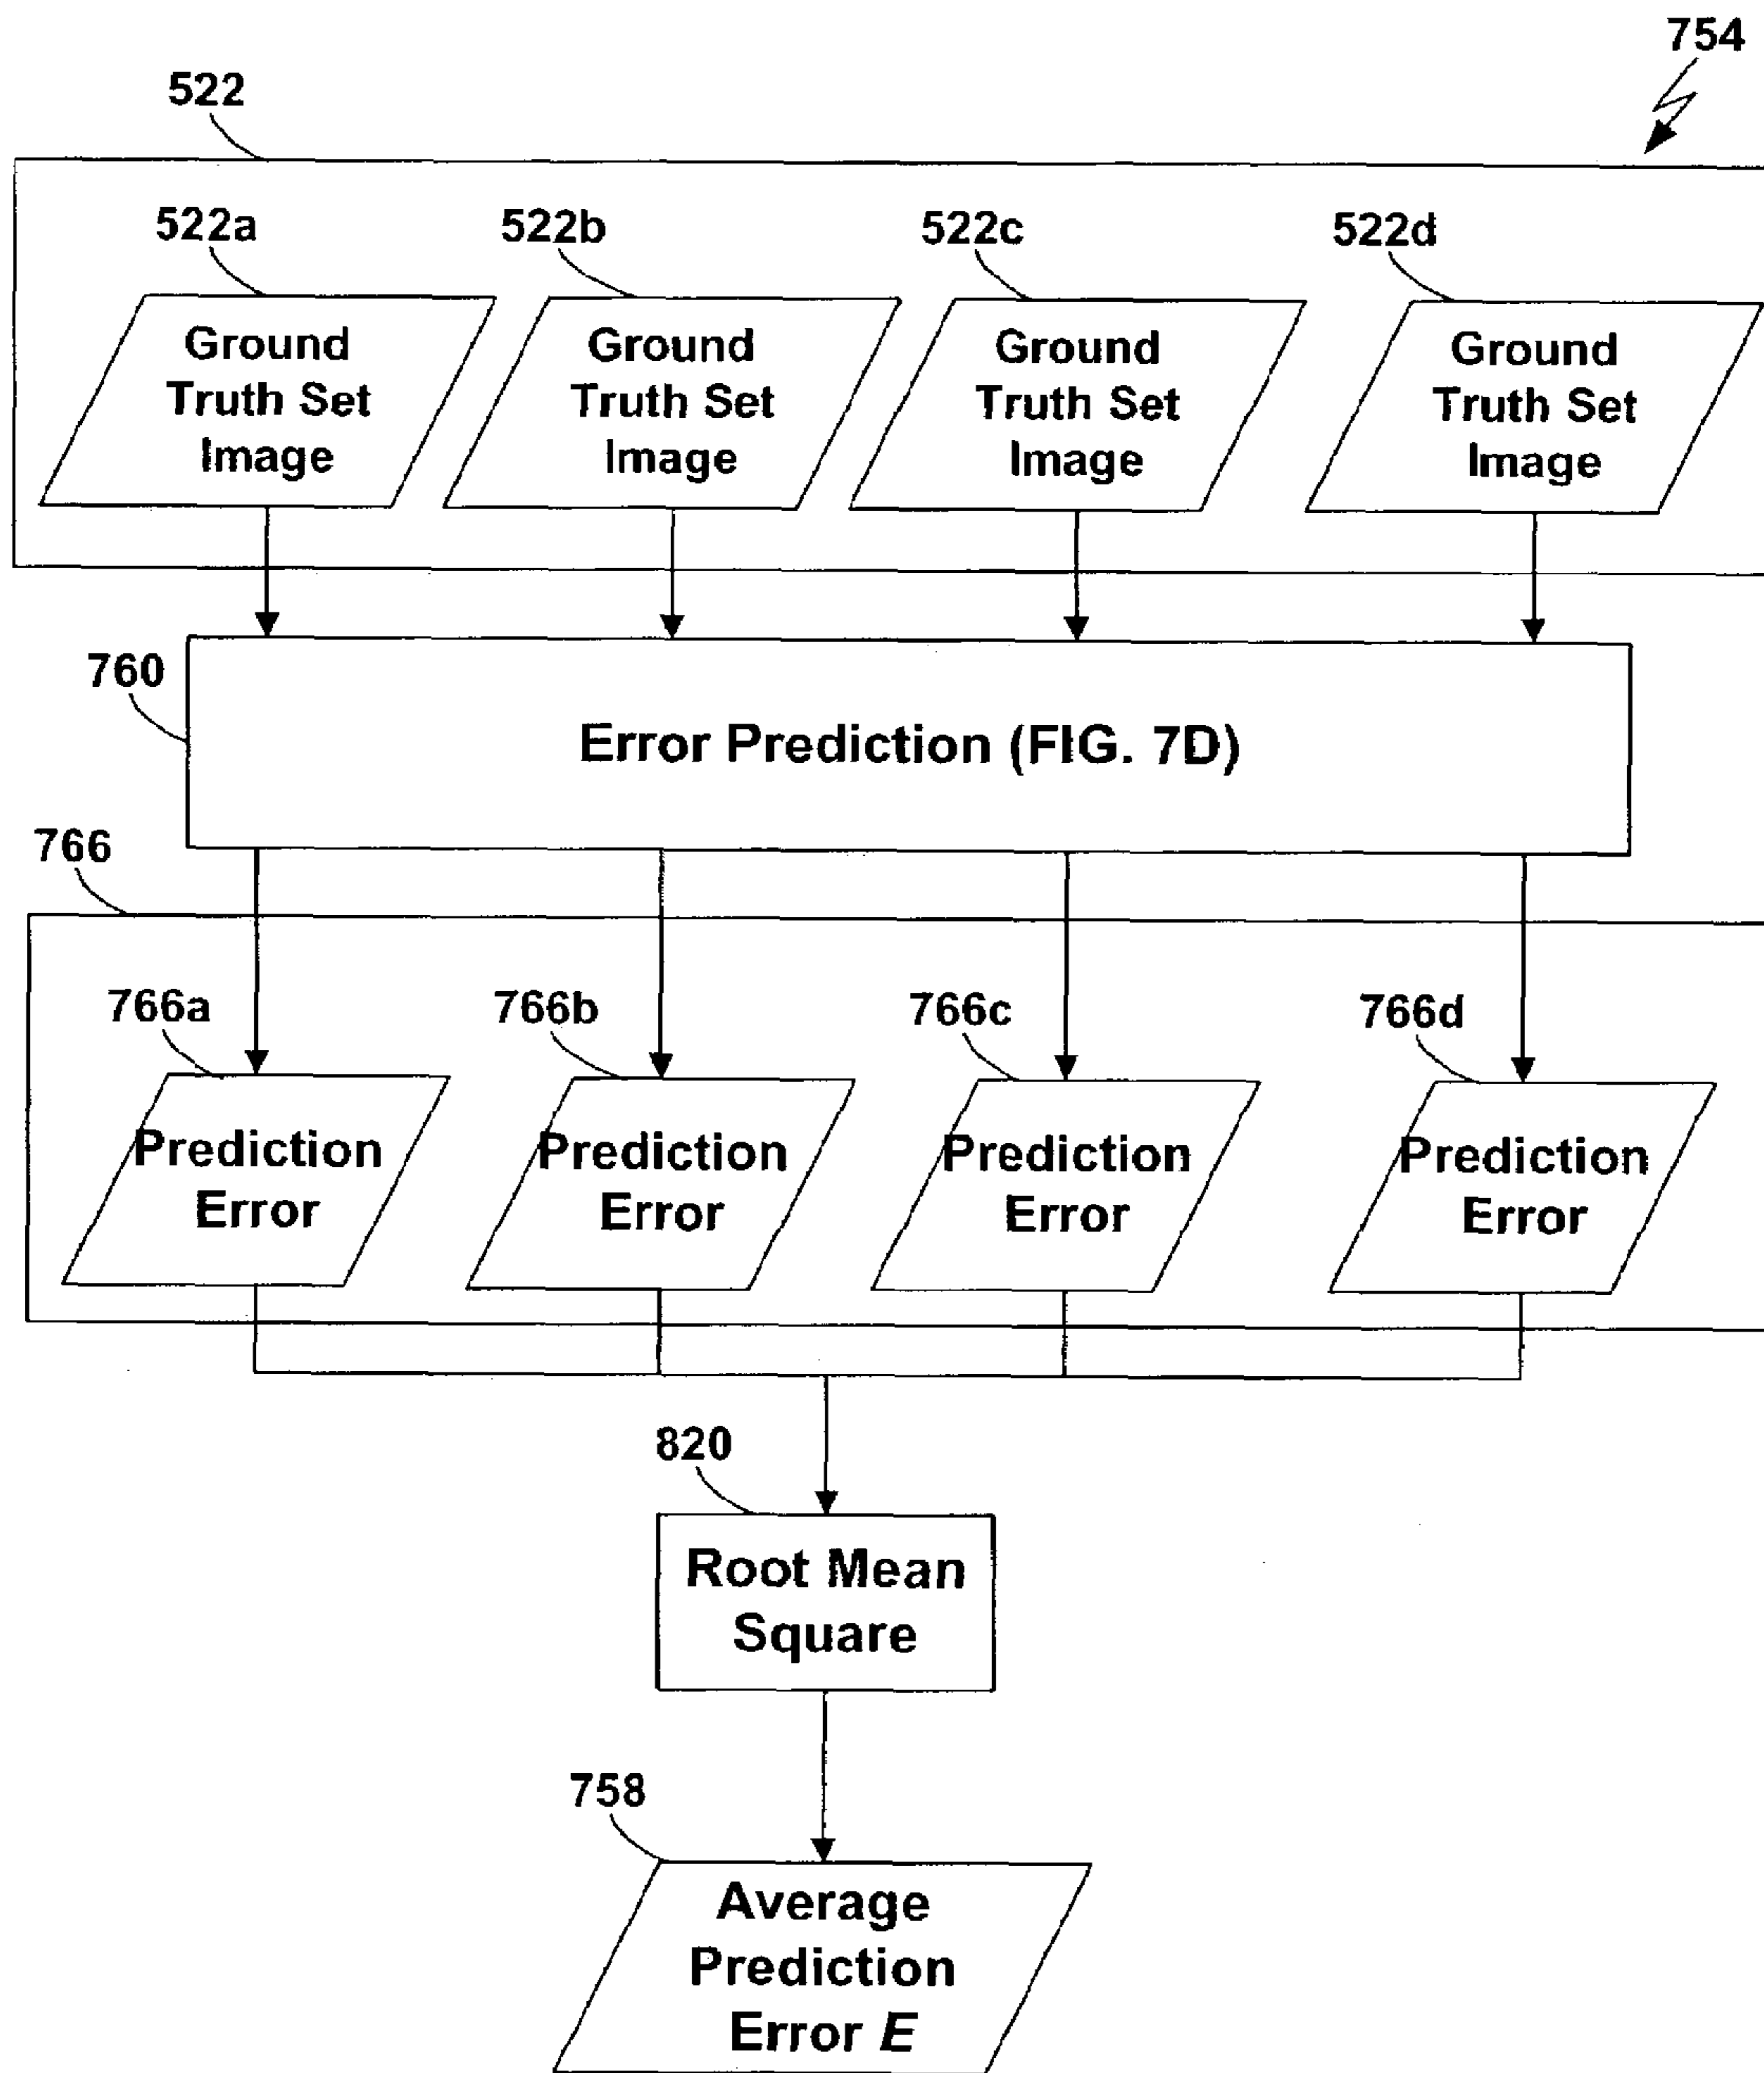 754
522
522a
522b
522c
522d
Ground
Truth Set
Image
Ground
Truth Set
Image
Ground
Truth Set
Image
Ground
Truth Set
Image
760
Error Prediction (FIG. 7D)
766
766a
766b
766c
766d
Prediction
Error
Prediction
Error
Prediction
Error
Prediction
Error
820
Root Mean
Square
758
Average
Prediction
Error E